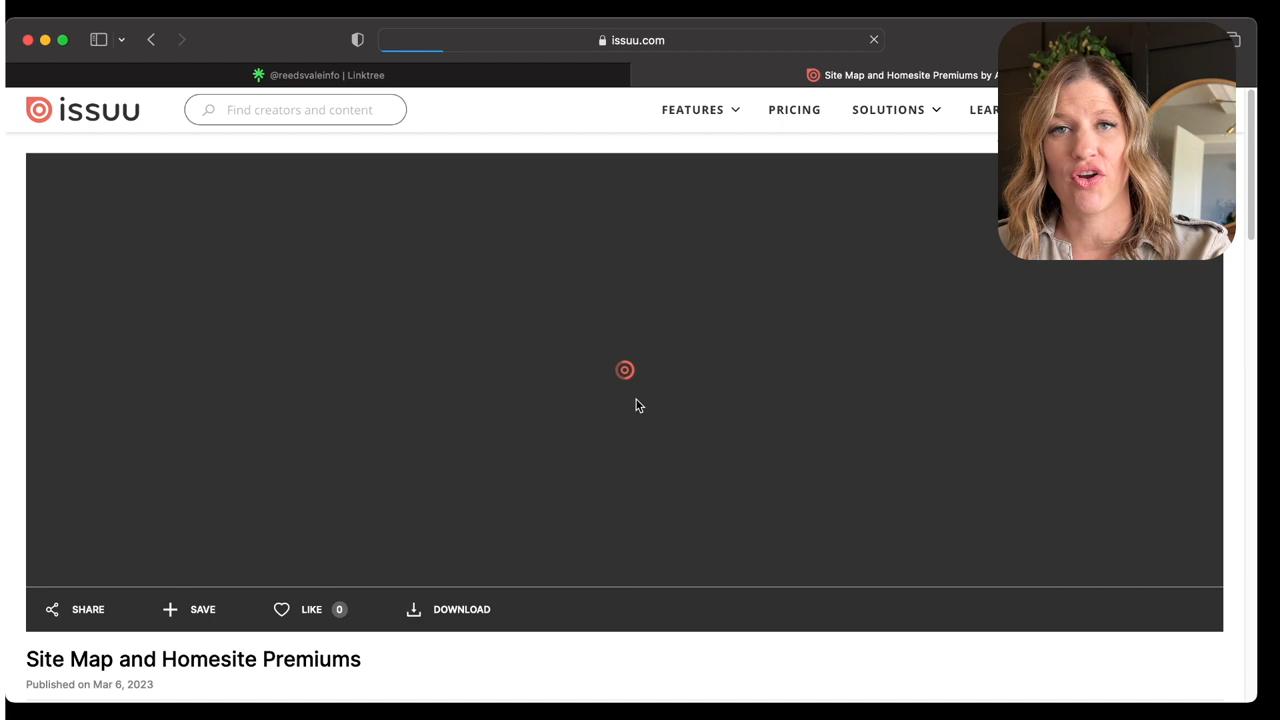 issuu.com
@reedsvaleinfo | Linktree
Site Map and Homesite Premiums by A
issuu
Find creators and content
FEATURES
PRICING
SOLUTIONS
LEAR
SHARE
SAVE
LIKE 0
DOWNLOAD
Site Map and Homesite Premiums
Published on Mar 6, 2023